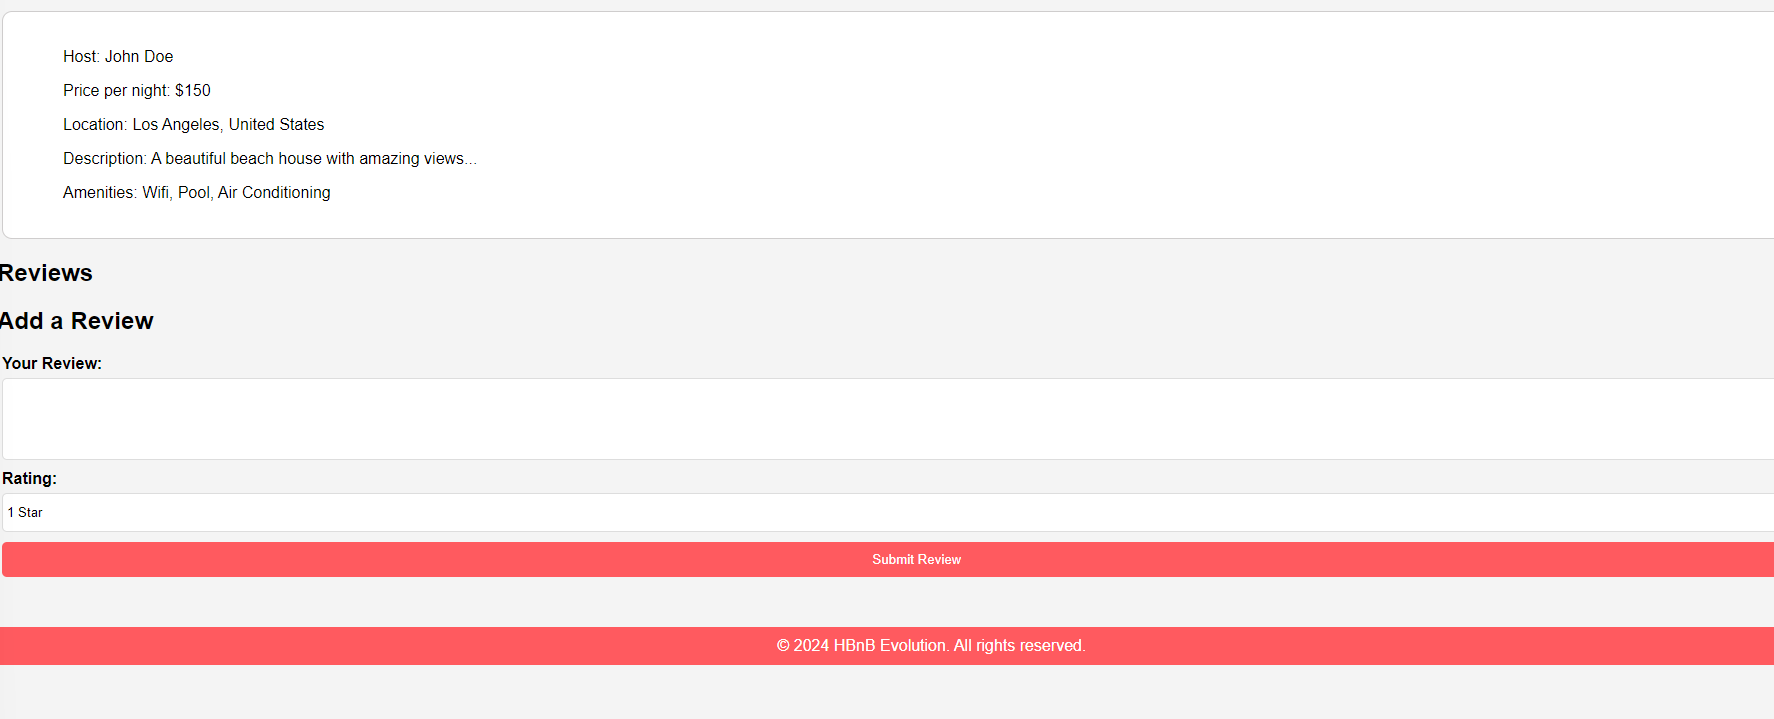 Host: John Doe
Price per night: $150
Location: Los Angeles, United States
Description: A beautiful beach house with amazing views...
Amenities: Wifi, Pool, Air Conditioning
Reviews
Add a Review
Your Review:
Rating:
1 Star
Submit Review
© 2024 HBnB Evolution. All rights reserved.